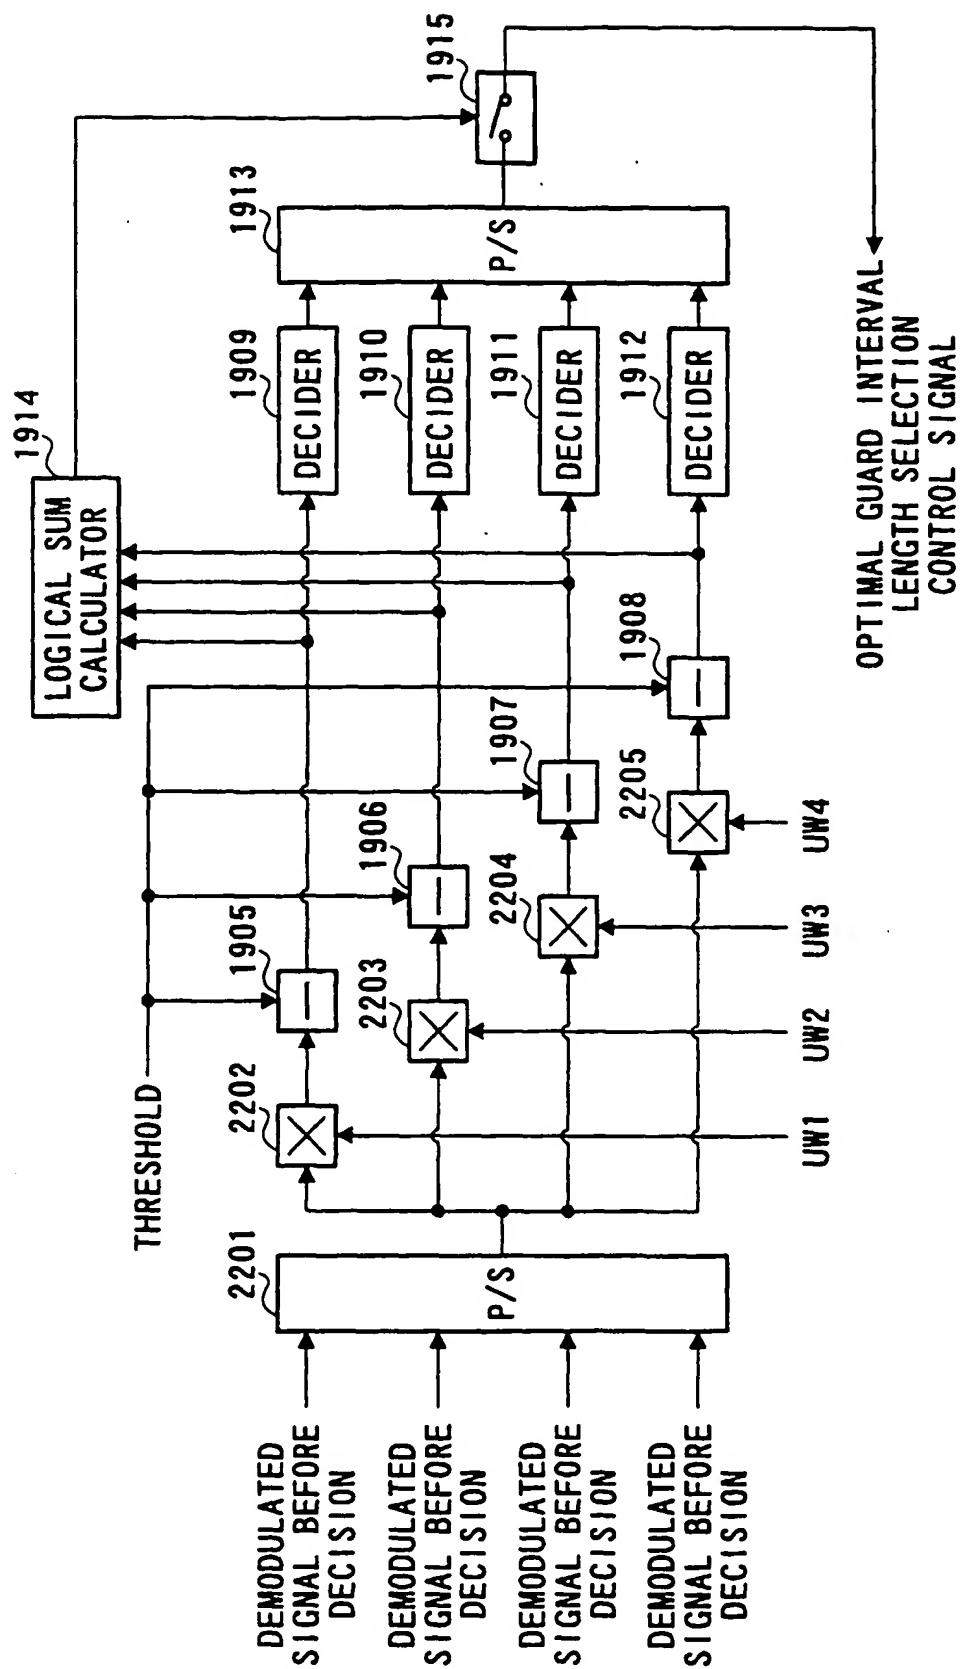 DEMODULATED
SIGNAL BEFORE
DECISION
DEMODULATED
SIGNAL BEFORE
DECISION
DEMODULATED
SIGNAL BEFORE
DECISION
DEMODULATED
SIGNAL BEFORE
DECISION
2201
P/S
THRESHOLD
2202
2203
2204
2205
UW1
UW2
UW3
UW4
1905
1906
1907
1908
1914
LOGICAL SUM
CALCULATOR
1909
DECIDER
1910
DECIDER
1911
DECIDER
1912
DECIDER
1913
P/S
1915
OPTIMAL GUARD INTERVAL
LENGTH SELECTION
CONTROL SIGNAL